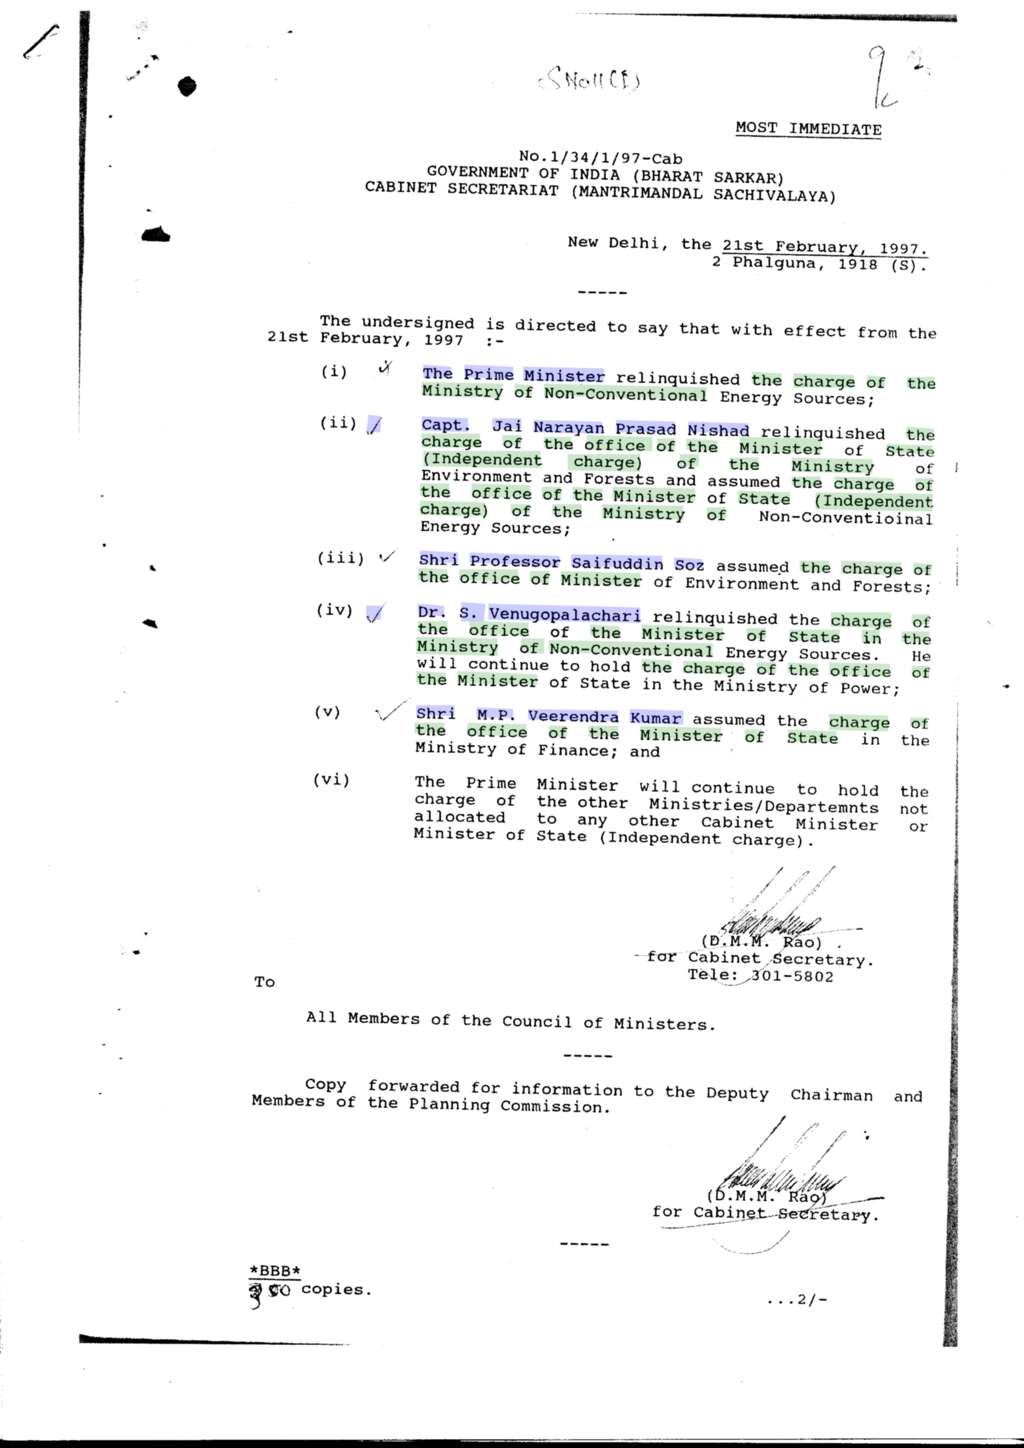 SNo11(I)
MOST IMMEDIATE
No.1/34/1/97-Cab
GOVERNMENT OF INDIA (BHARAT SARKAR)
CABINET SECRETARIAT (MANTRIMANDAL SACHIVALAYA)
New Delhi, the 21st February, 1997.
2 Phalguna, 1918 (S).
-----
The undersigned is directed to say that with effect from the
21st February, 1997 :-
(i) The Prime Minister relinquished the charge of the
Ministry of Non-Conventional Energy Sources;
(ii) Capt. Jai Narayan Prasad Nishad relinquished the
charge of the office of the Minister of State
(Independent charge) of the Ministry of
Environment and Forests and assumed the charge of
the office of the Minister of State (Independent
charge) of the Ministry of Non-Conventioinal
Energy Sources;
(iii) Shri Professor Saifuddin Soz assumed the charge of
the office of Minister of Environment and Forests;
(iv) Dr. S. Venugopalachari relinquished the charge of
the office of the Minister of State in the
Ministry of Non-Conventional Energy Sources. He
will continue to hold the charge of the office of
the Minister of State in the Ministry of Power;
(v) Shri M.P. Veerendra Kumar assumed the charge of
the office of the Minister of State in the
Ministry of Finance; and
(vi) The Prime Minister will continue to hold the
charge of the other Ministries/Departemnts not
allocated to any other Cabinet Minister or
Minister of State (Independent charge).
(D.M.M. Rao)
for Cabinet Secretary.
Tele: 301-5802
To
All Members of the Council of Ministers.
-----
Copy forwarded for information to the Deputy Chairman and
Members of the Planning Commission.
(D.M.M. Rao)
for Cabinet Secretary.
-----
*BBB*
copies.
...2/-